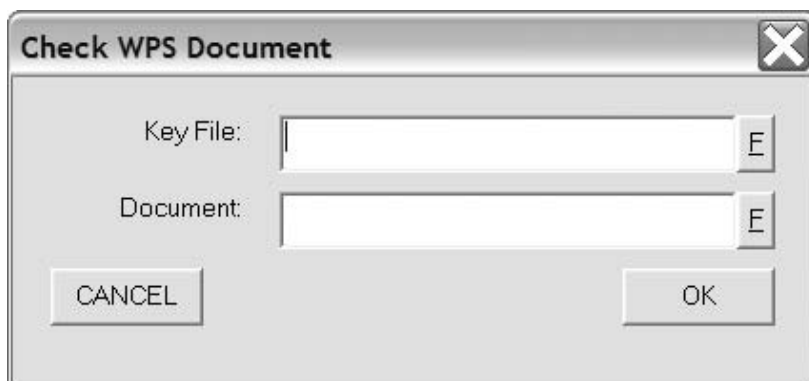 Check WPS Document
Key File:
F
Document:
F
CANCEL
OK